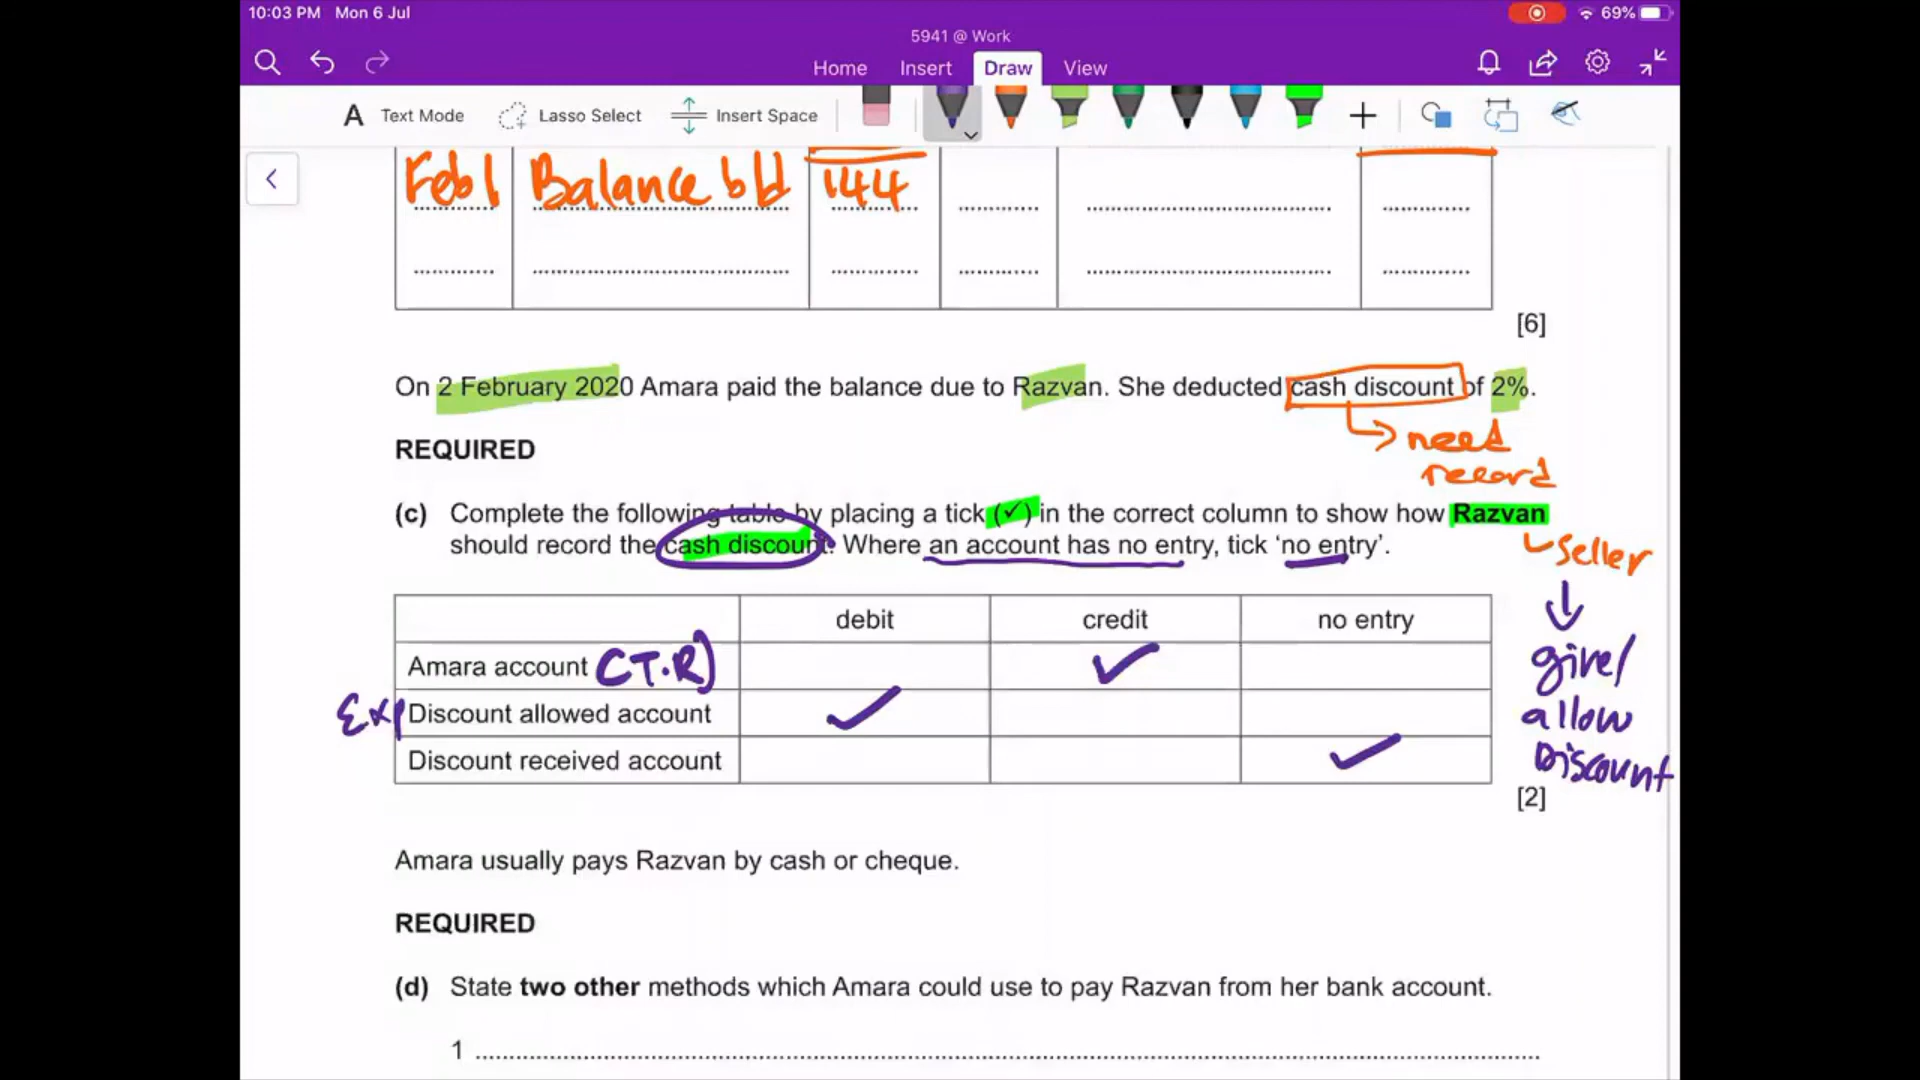 10:03 PM Mon 6 Jul
69%
5941 @ Work
Home Insert Draw View
A Text Mode Lasso Select Insert Space
Feb 1 Balance b/d 144
[6]
On 2 February 2020 Amara paid the balance due to Razvan. She deducted cash discount of 2%.
need
record
REQUIRED
(c) Complete the following table by placing a tick (✓) in the correct column to show how Razvan
should record the cash discount. Where an account has no entry, tick ‘no entry’.
seller
give/
allow
Discount
debit credit no entry
Amara account (T.R) ✓
Exp Discount allowed account ✓
Discount received account ✓
[2]
Amara usually pays Razvan by cash or cheque.
REQUIRED
(d) State two other methods which Amara could use to pay Razvan from her bank account.
1